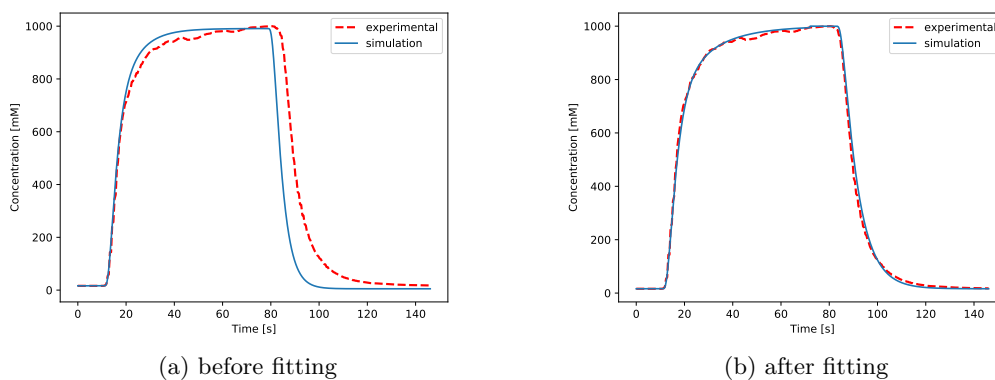 experimental
simulation
1000
800
600
400
200
0
Concentration [mM]
0 20 40 60 80 100 120 140
Time [s]
(a) before fitting
experimental
simulation
1000
800
600
400
200
0
Concentration [mM]
0 20 40 60 80 100 120 140
Time [s]
(b) after fitting